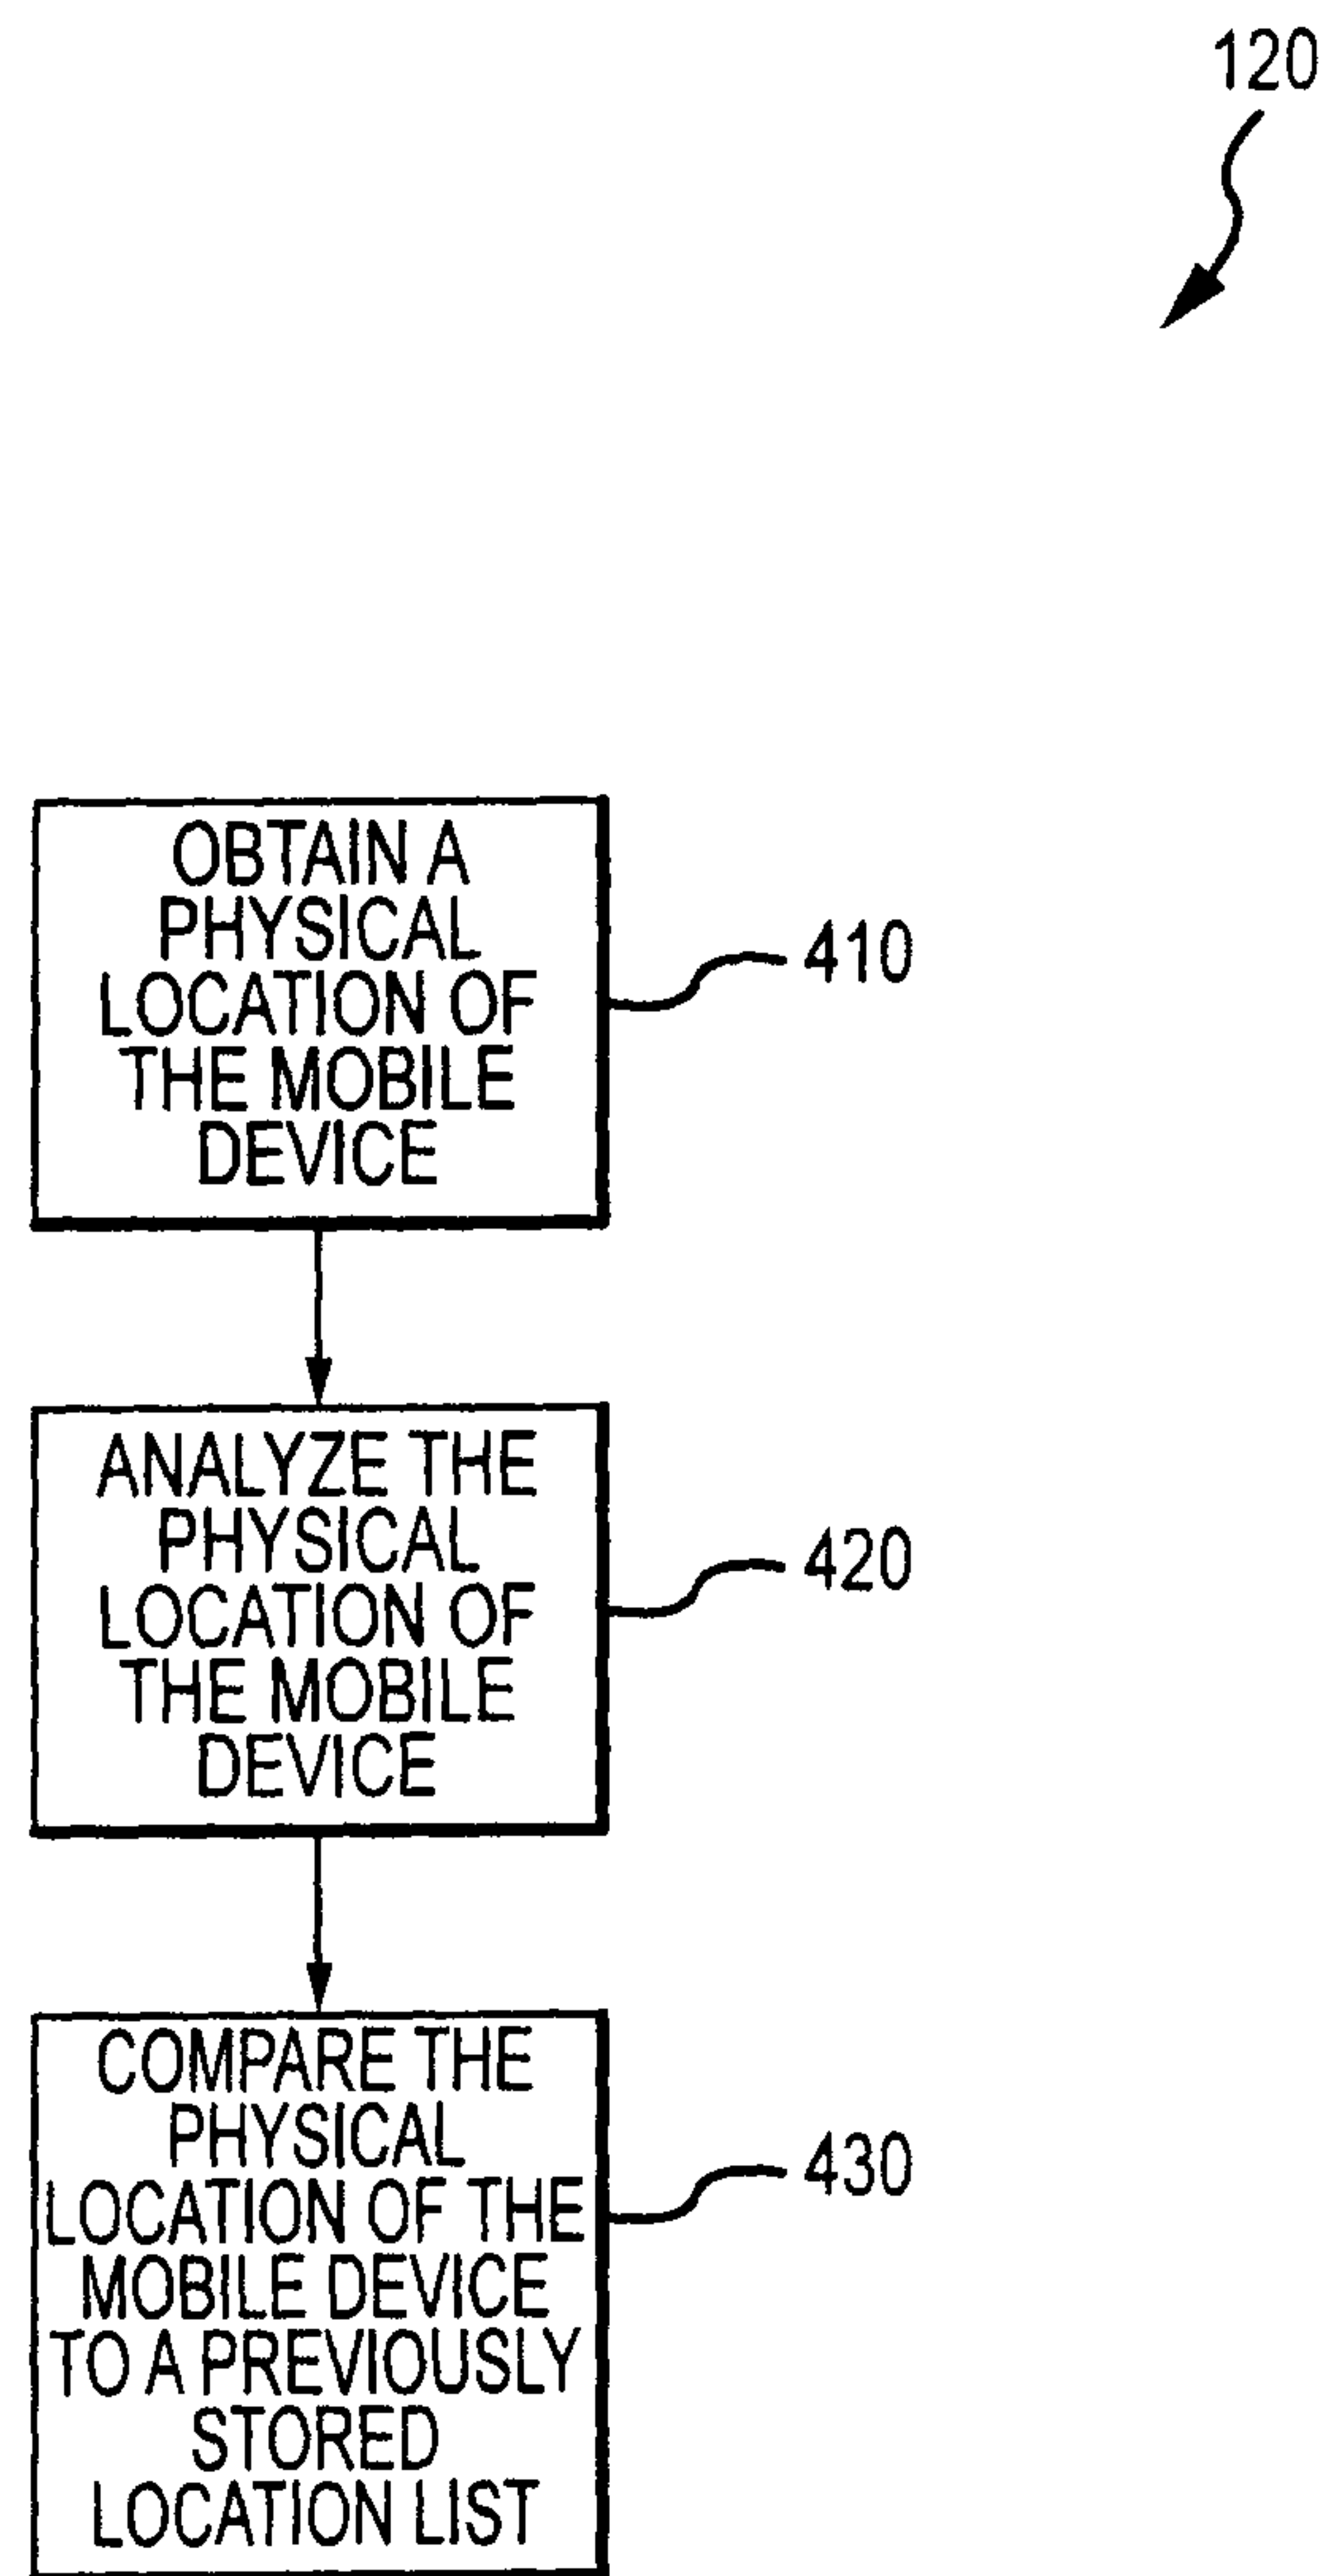 120
OBTAIN A
PHYSICAL
LOCATION OF
THE MOBILE
DEVICE
410
ANALYZE THE
PHYSICAL
LOCATION OF
THE MOBILE
DEVICE
420
COMPARE THE
PHYSICAL
LOCATION OF THE
MOBILE DEVICE
TO A PREVIOUSLY
STORED
LOCATION LIST
430